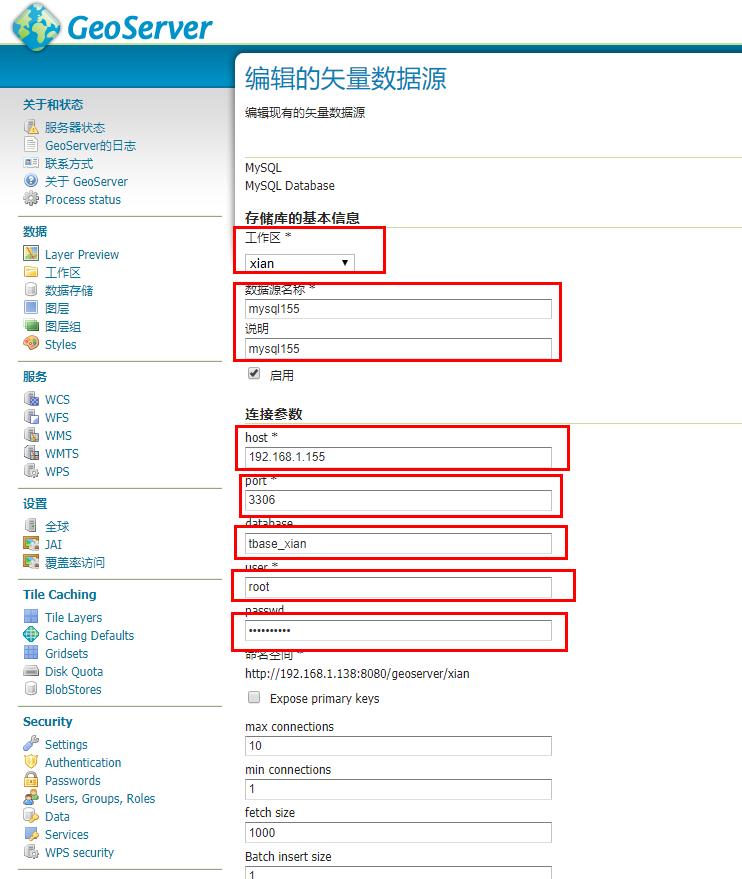 GeoServer
关于和状态
服务器状态
GeoServer的日志
联系方式
关于 GeoServer
Process status
数据
Layer Preview
工作区
数据存储
图层
图层组
Styles
服务
WCS
WFS
WMS
WMTS
WPS
设置
全球
JAI
覆盖率访问
Tile Caching
Tile Layers
Caching Defaults
Gridsets
Disk Quota
BlobStores
Security
Settings
Authentication
Passwords
Users, Groups, Roles
Data
Services
WPS security
编辑的矢量数据源
编辑现有的矢量数据源
MySQL
MySQL Database
存储库的基本信息
工作区 *
xian
数据源名称 *
mysql155
说明
mysql155
启用
连接参数
host *
192.168.1.155
port *
3306
database
tbase_xian
user *
root
passwd
••••••••••
命名空间 *
http://192.168.1.138:8080/geoserver/xian
Expose primary keys
max connections
10
min connections
1
fetch size
1000
Batch insert size
1